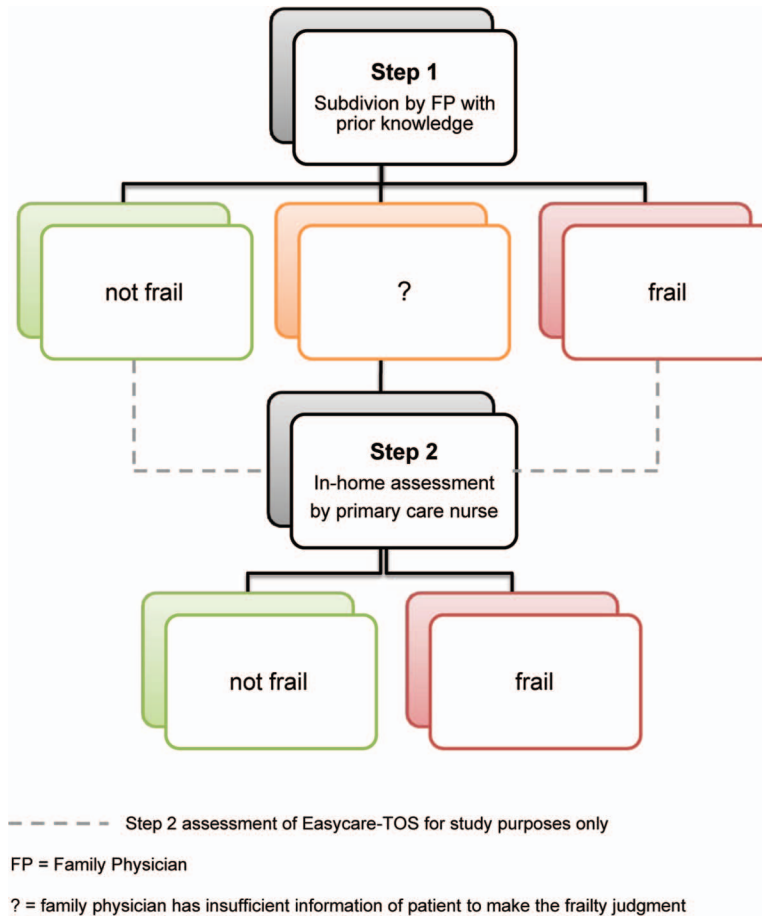 Step 1
Subdivion by FP with
prior knowledge
not frail
?
frail
Step 2
In-home assessment
by primary care nurse
not frail
frail
Step 2 assessment of Easycare-TOS for study purposes only
FP = Family Physician
? = family physician has insufficient information of patient to make the frailty judgment